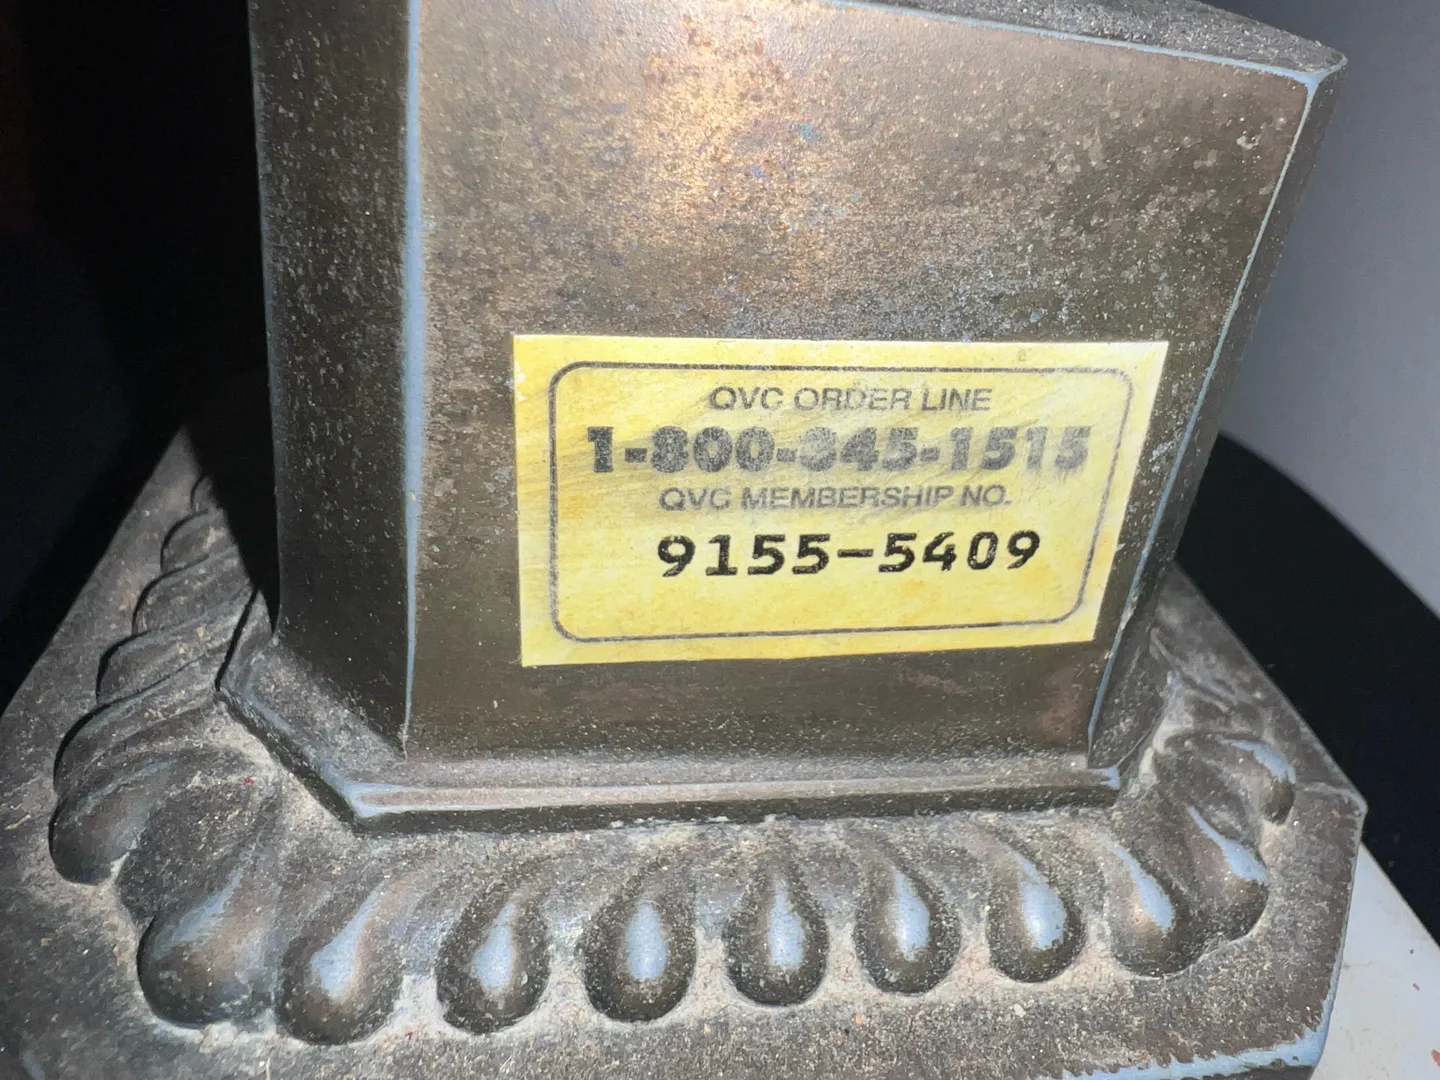 QVC ORDER LINE
1-800-345-1515
QVC MEMBERSHIP NO.
9155-5409